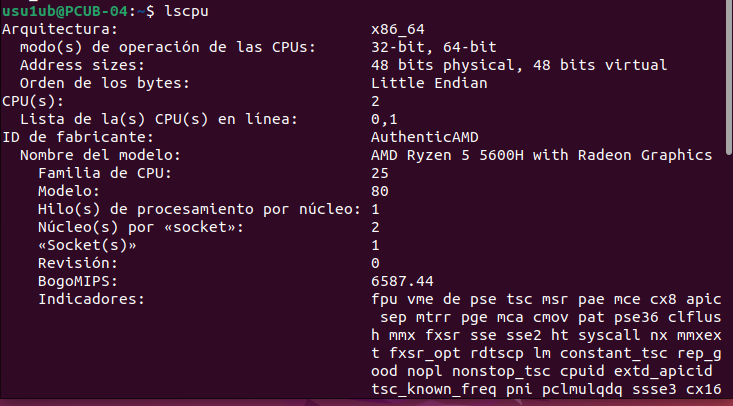 usu1ub@PCUB-04:~$ lscpu
Arquitectura: x86_64
modo(s) de operación de las CPUs: 32-bit, 64-bit
Address sizes: 48 bits physical, 48 bits virtual
Orden de los bytes: Little Endian
CPU(s): 2
Lista de la(s) CPU(s) en línea: 0,1
ID de fabricante: AuthenticAMD
Nombre del modelo: AMD Ryzen 5 5600H with Radeon Graphics
Familia de CPU: 25
Modelo: 80
Hilo(s) de procesamiento por núcleo: 1
Núcleo(s) por «socket»: 2
«Socket(s)» 1
Revisión: 0
BogoMIPS: 6587.44
Indicadores: fpu vme de pse tsc msr pae mce cx8 apic
sep mtrr pge mca cmov pat pse36 clflus
h mmx fxsr sse sse2 ht syscall nx mmxex
t fxsr_opt rdtscp lm constant_tsc rep_g
ood nopl nonstop_tsc cpuid extd_apicid
tsc_known_freq pni pclmulqdq ssse3 cx16